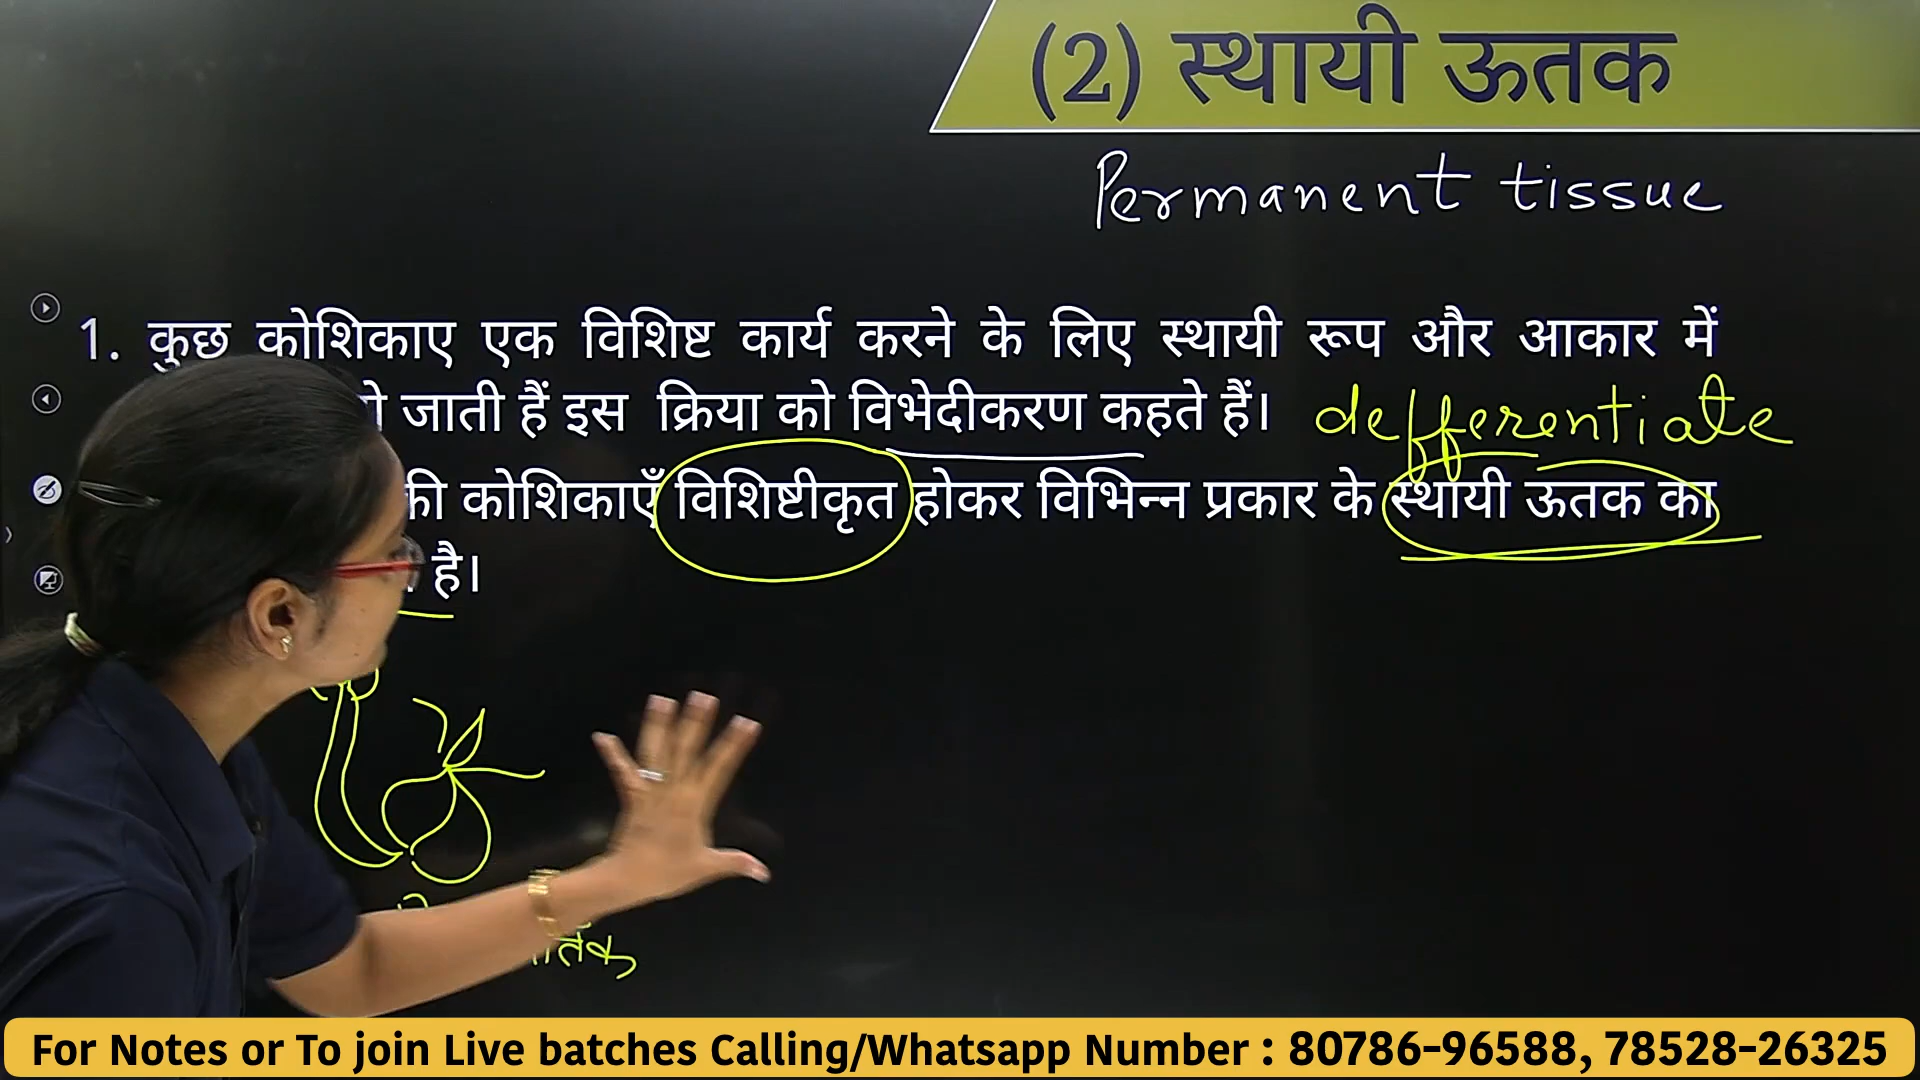 (2) स्थायी ऊतक
Permanent tissue
1. कुछ कोशिकाए एक विशिष्ट कार्य करने के लिए स्थायी रूप और आकार में
जाती हैं इस क्रिया को विभेदीकरण कहते हैं।
defferentiate
की कोशिकाएँ विशिष्टीकृत होकर विभिन्न प्रकार के स्थायी ऊतक का
है।
For Notes or To join Live batches Calling/Whatsapp Number : 80786-96588, 78528-26325